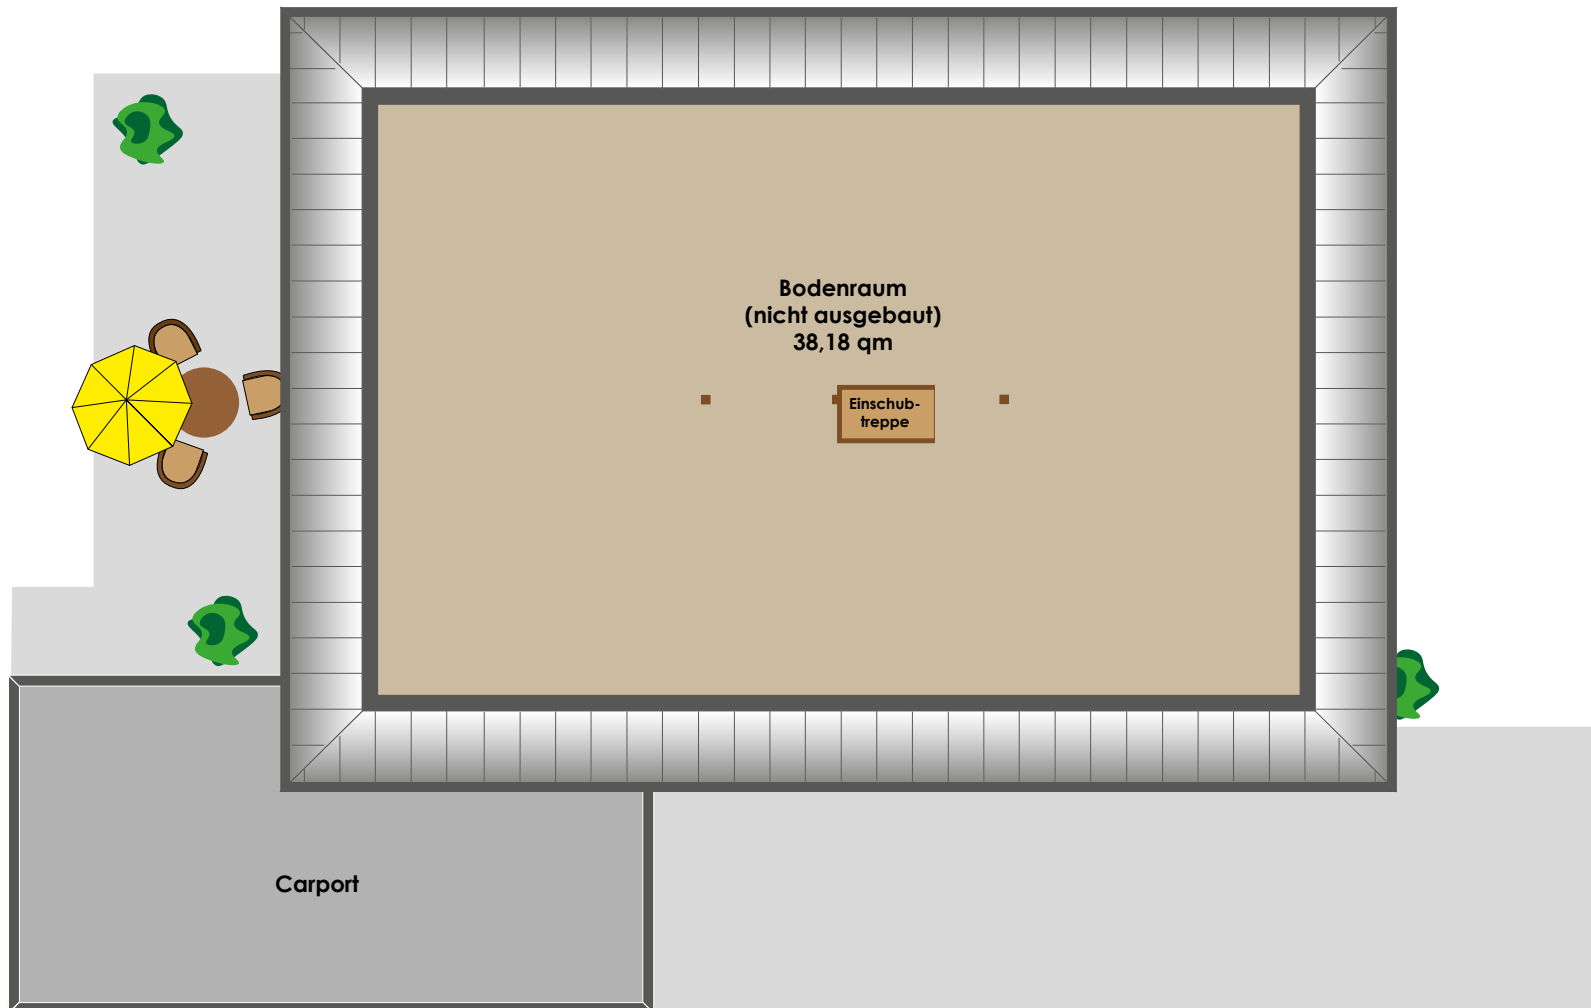 Bodenraum
(nicht ausgebaut)
38,18 qm
Einschub-
treppe
Carport